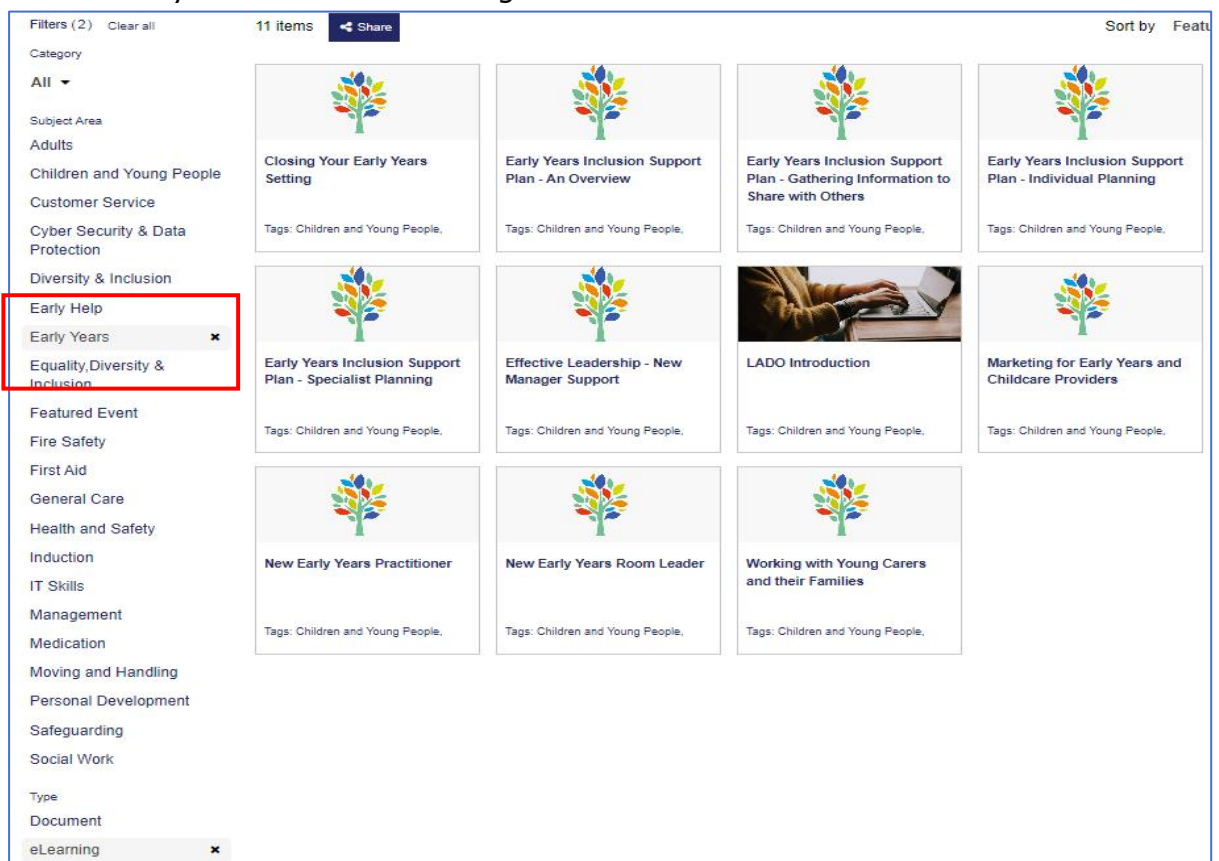 Filters (2) Clear all
11 items Share
Sort by
Category
All
Subject Area
Adults
Children and Young People
Customer Service
Cyber Security & Data
Protection
Diversity & Inclusion
Early Help
Early Years ×
Equality,Diversity &
Inclusion
Featured Event
Fire Safety
First Aid
General Care
Health and Safety
Induction
IT Skills
Management
Medication
Moving and Handling
Personal Development
Safeguarding
Social Work
Type
Document
eLearning ×
Closing Your Early Years
Setting
Tags: Children and Young People,
Early Years Inclusion Support
Plan - An Overview
Tags: Children and Young People,
Early Years Inclusion Support
Plan - Gathering Information to
Share with Others
Tags: Children and Young People,
Early Years Inclusion Support
Plan - Individual Planning
Tags: Children and Young People,
Early Years Inclusion Support
Plan - Specialist Planning
Tags: Children and Young People,
Effective Leadership - New
Manager Support
Tags: Children and Young People,
LADO Introduction
Tags: Children and Young People,
Marketing for Early Years and
Childcare Providers
Tags: Children and Young People,
New Early Years Practitioner
Tags: Children and Young People,
New Early Years Room Leader
Tags: Children and Young People,
Working with Young Carers
and their Families
Tags: Children and Young People,